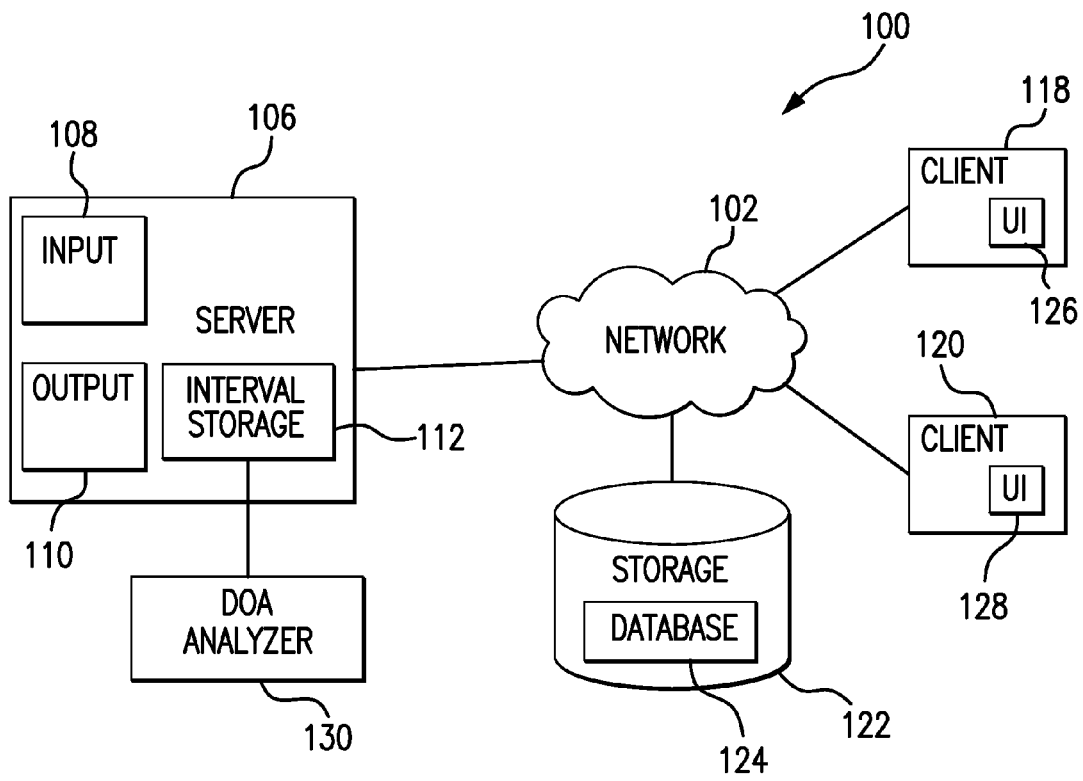 100
106
118
108
CLIENT
INPUT
102
UI
SERVER
126
NETWORK
120
OUTPUT
INTERVAL
STORAGE
112
CLIENT
UI
110
STORAGE
128
DOA
ANALYZER
DATABASE
122
130
124